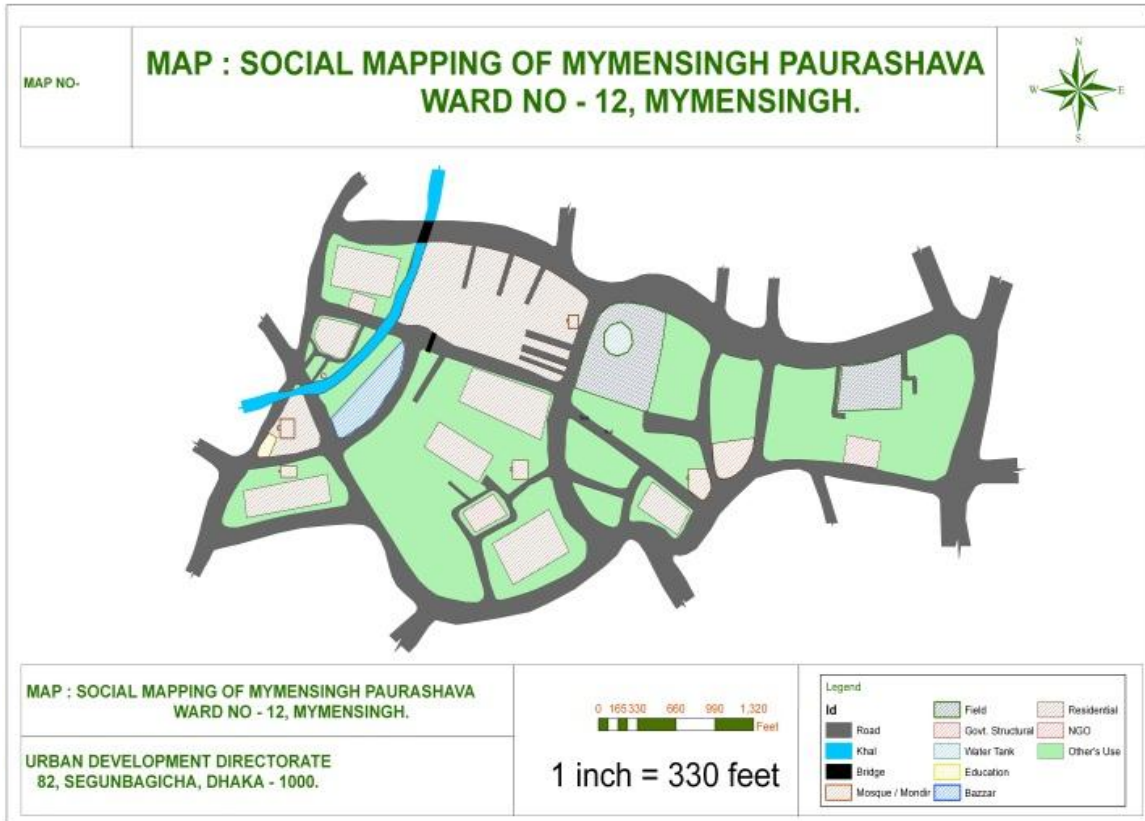 MAP NO-
MAP : SOCIAL MAPPING OF MYMENSINGH PAURASHAVA
WARD NO - 12, MYMENSINGH.
N
W
E
S
MAP : SOCIAL MAPPING OF MYMENSINGH PAURASHAVA
WARD NO - 12, MYMENSINGH.
URBAN DEVELOPMENT DIRECTORATE
82, SEGUNBAGICHA, DHAKA - 1000.
0 165 330 660 990 1,320
Feet
1 inch = 330 feet
Legend
Id
Road
Khal
Bridge
Mosque / Mondir
Field
Govt. Structural
Water Tank
Education
Bazzar
Residential
NGO
Other's Use